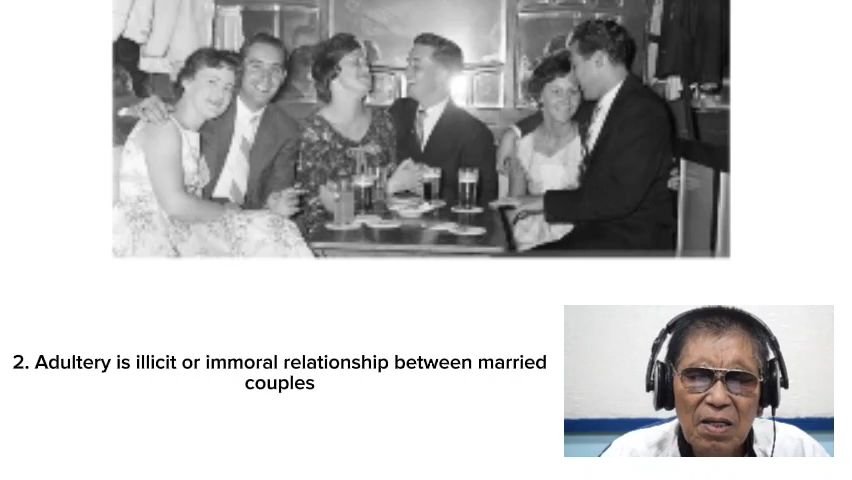 2. Adultery is illicit or immoral relationship between married
couples